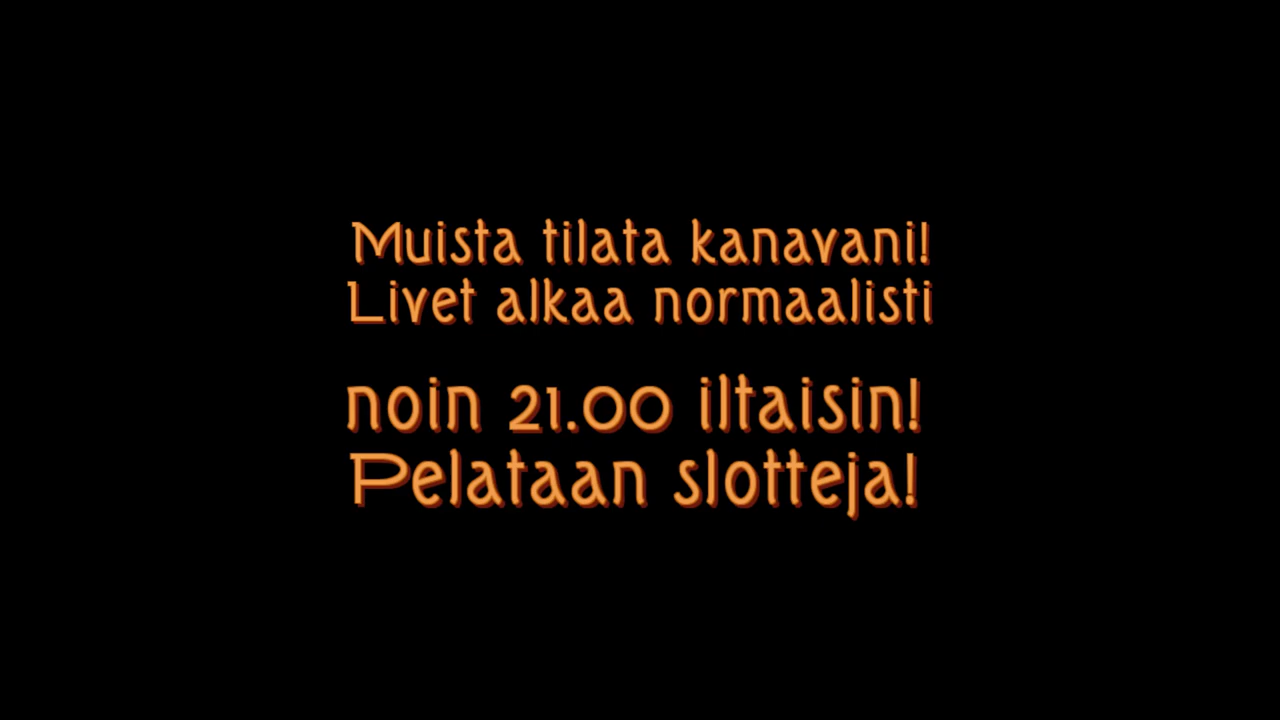 Muista tilata kanavani!
Livet alkaa normaalisti
noin 21.00 iltaisin!
Pelataan slotteja!